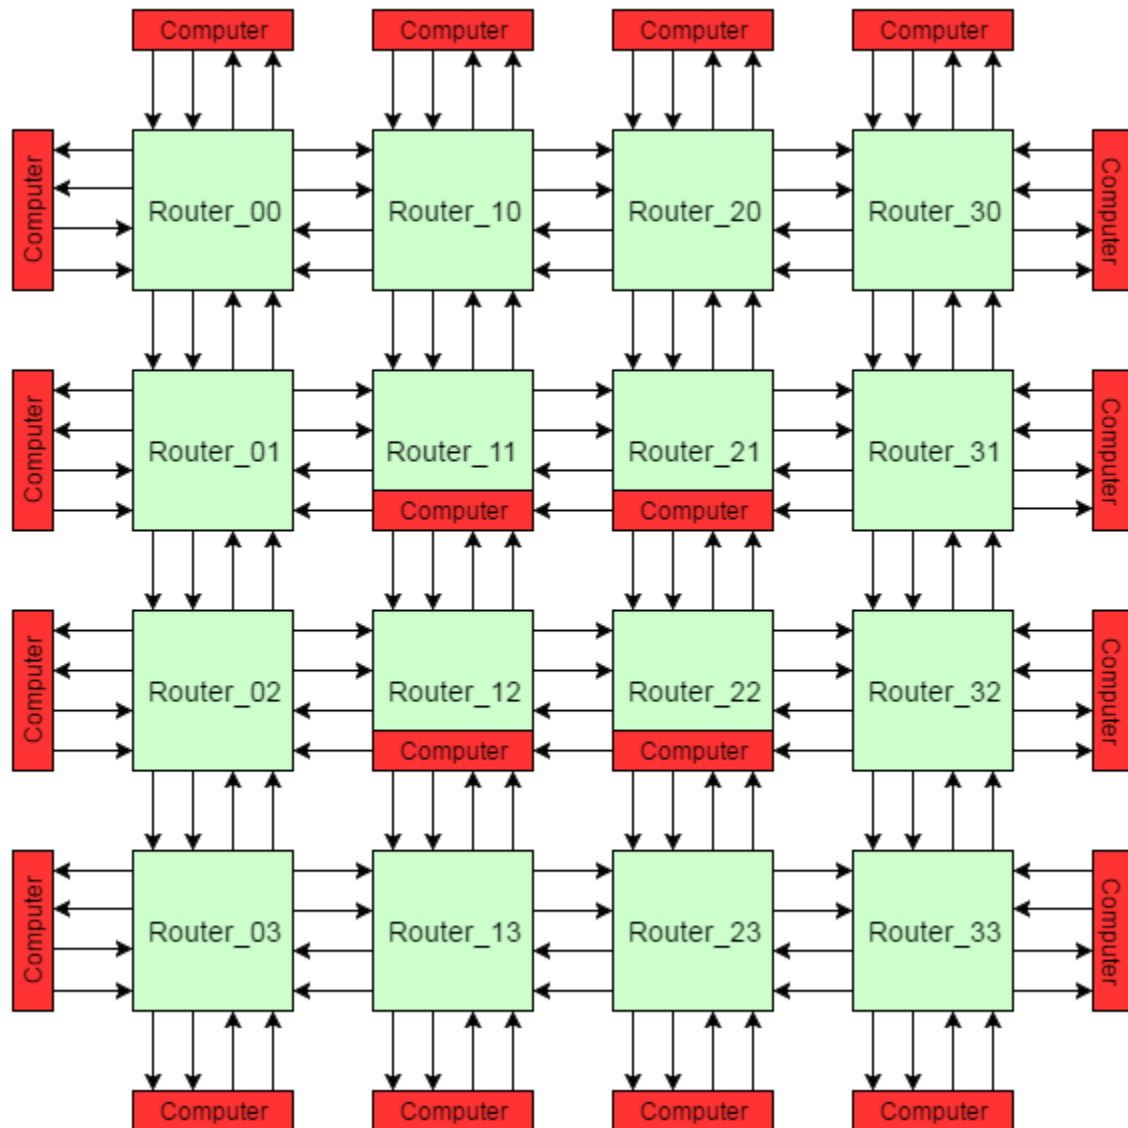 Computer
Computer
Computer
Computer
Computer
Router_00
Router_10
Router_20
Router_30
Computer
Computer
Router_01
Router_11
Router_21
Router_31
Computer
Computer
Computer
Computer
Router_02
Router_12
Router_22
Router_32
Computer
Computer
Computer
Computer
Router_03
Router_13
Router_23
Router_33
Computer
Computer
Computer
Computer
Computer